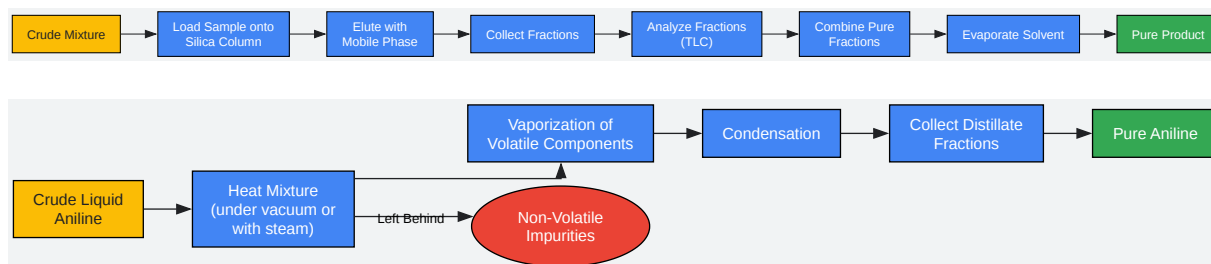 Crude Mixture
Load Sample onto
Silica Column
Elute with
Mobile Phase
Collect Fractions
Analyze Fractions
(TLC)
Combine Pure
Fractions
Evaporate Solvent
Pure Product
Crude Liquid
Aniline
Heat Mixture
(under vacuum or
with steam)
Vaporization of
Volatile Components
Left Behind
Non-Volatile
Impurities
Condensation
Collect Distillate
Fractions
Pure Aniline